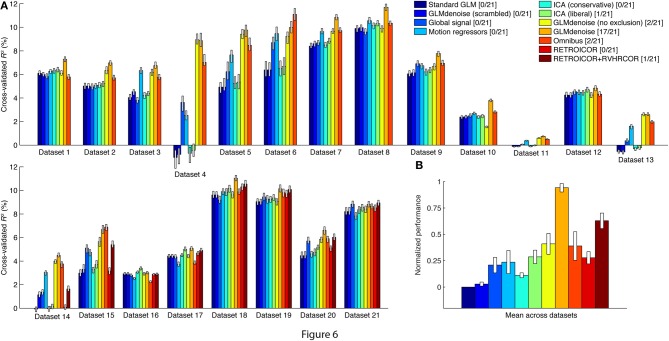 A
Cross-validated R² (%)
12
10
8
6
4
2
0
Standard GLM [0/21]
GLMdenoise (scrambled) [0/21]
Global signal [0/21]
Motion regressors [0/21]
ICA (conservative) [0/21]
ICA (liberal) [1/21]
GLMdenoise (no exclusion) [2/21]
GLMdenoise [17/21]
Omnibus [2/21]
RETROICOR [0/21]
RETROICOR+RVHRCOR [1/21]
Dataset 1
Dataset 2
Dataset 3
Dataset 4
Dataset 5
Dataset 6
Dataset 7
Dataset 8
Dataset 9
Dataset 10
Dataset 11
Dataset 12
Dataset 13
Cross-validated R² (%)
12
10
8
6
4
2
0
Dataset 14
Dataset 15
Dataset 16
Dataset 17
Dataset 18
Dataset 19
Dataset 20
Dataset 21
B
Normalized performance
1
0.75
0.5
0.25
0
Mean across datasets
Figure 6